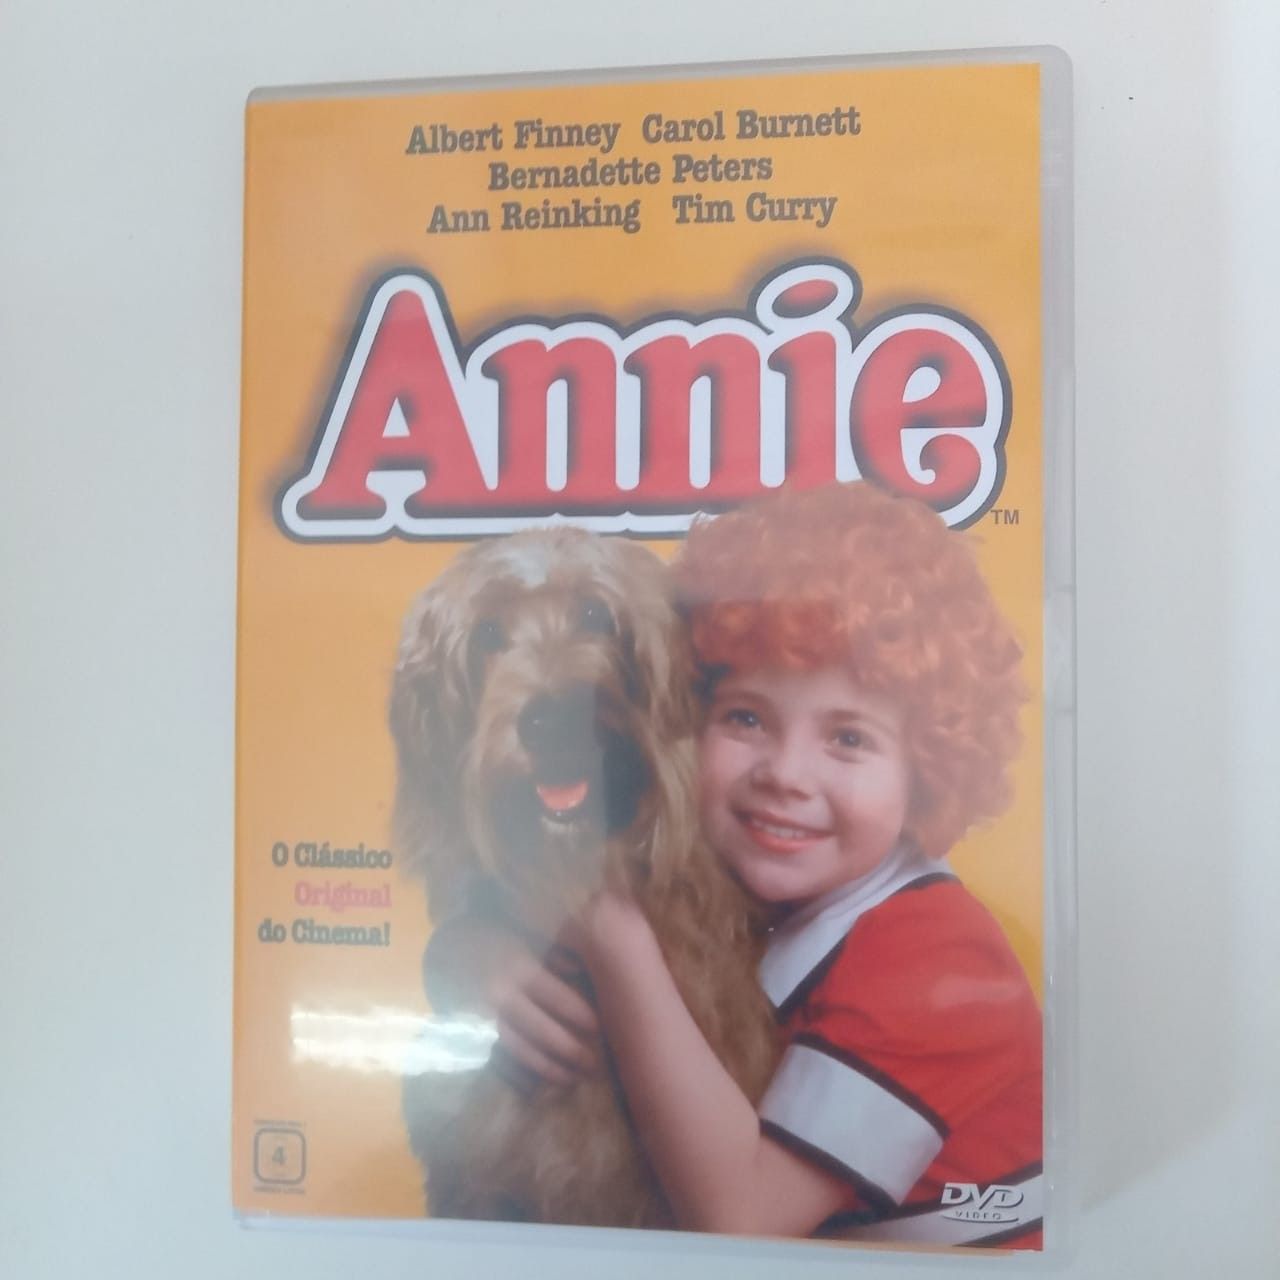 Albert Finney Carol Burnett
Bernadette Peters
Ann Reinking Tim Curry
Annie
TM
O Clássico
Original
do Cinema!
4
DVD
VIDEO